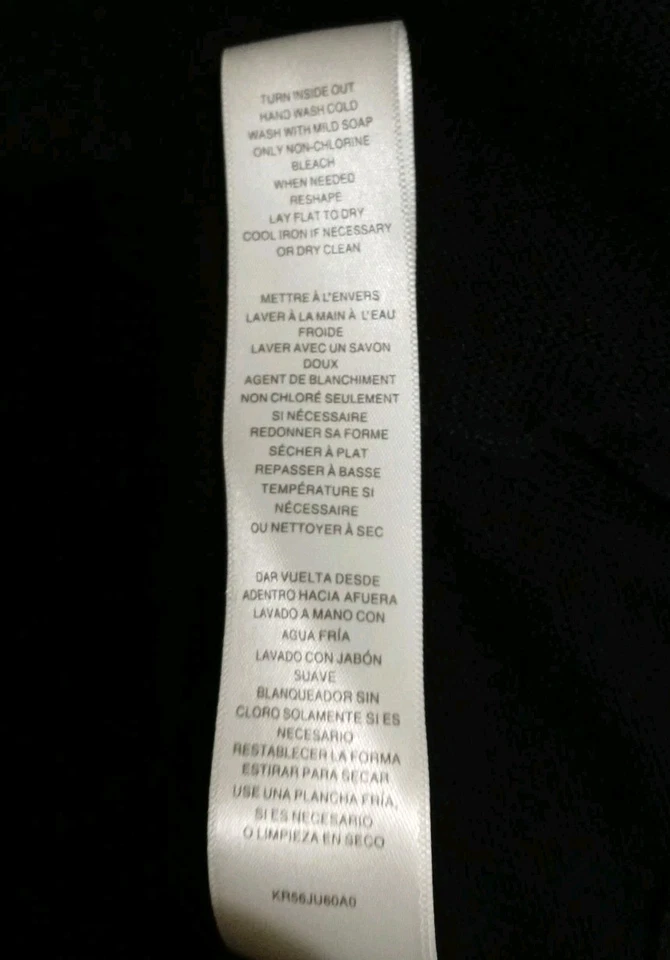 TURN INSIDE OUT
HAND WASH COLD
WASH WITH MILD SOAP
ONLY NON-CHLORINE
BLEACH
WHEN NEEDED
RESHAPE
LAY FLAT TO DRY
COOL IRON IF NECESSARY
OR DRY CLEAN
METTRE À L'ENVERS
LAVER À LA MAIN À L'EAU
FROIDE
LAVER AVEC UN SAVON
DOUX
AGENT DE BLANCHIMENT
NON CHLORÉ SEULEMENT
SI NÉCESSAIRE
REDONNER SA FORME
SÉCHER À PLAT
REPASSER À BASSE
TEMPÉRATURE SI
NÉCESSAIRE
OU NETTOYER À SEC
DAR VUELTA DESDE
ADENTRO HACIA AFUERA
LAVADO A MANO CON
AGUA FRÍA
LAVADO CON JABÓN
SUAVE
BLANQUEADOR SIN
CLORO SOLAMENTE SI ES
NECESARIO
RESTABLECER LA FORMA
ESTIRAR PARA SECAR
USE UNA PLANCHA FRÍA,
SI ES NECESARIO
O LIMPIEZA EN SECO
KR56JU60A0